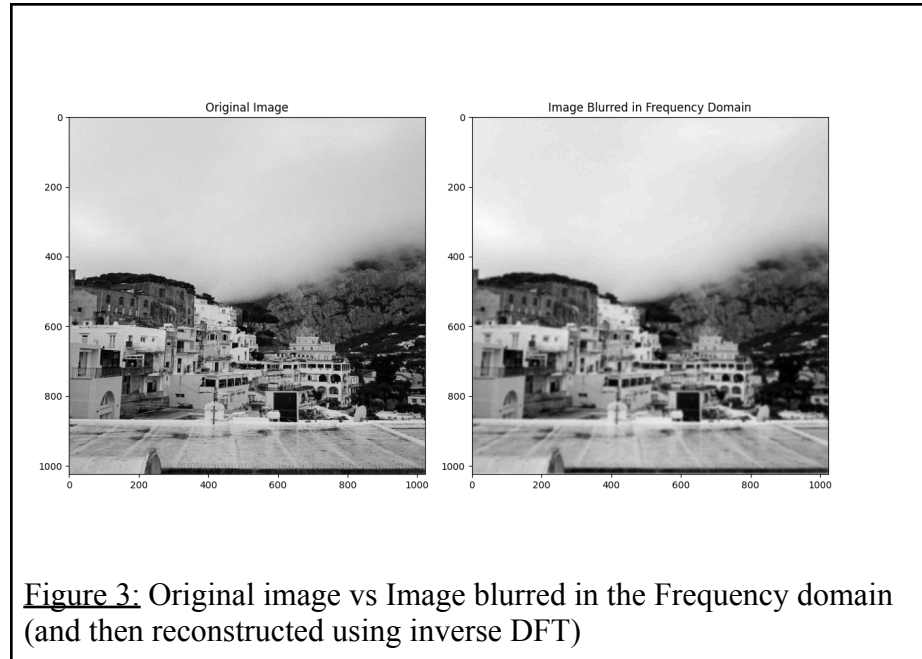 Original Image
Image Blurred in Frequency Domain
0
200
400
600
800
1000
0 200 400 600 800 1000
0
200
400
600
800
1000
0 200 400 600 800 1000
Figure 3: Original image vs Image blurred in the Frequency domain
(and then reconstructed using inverse DFT)